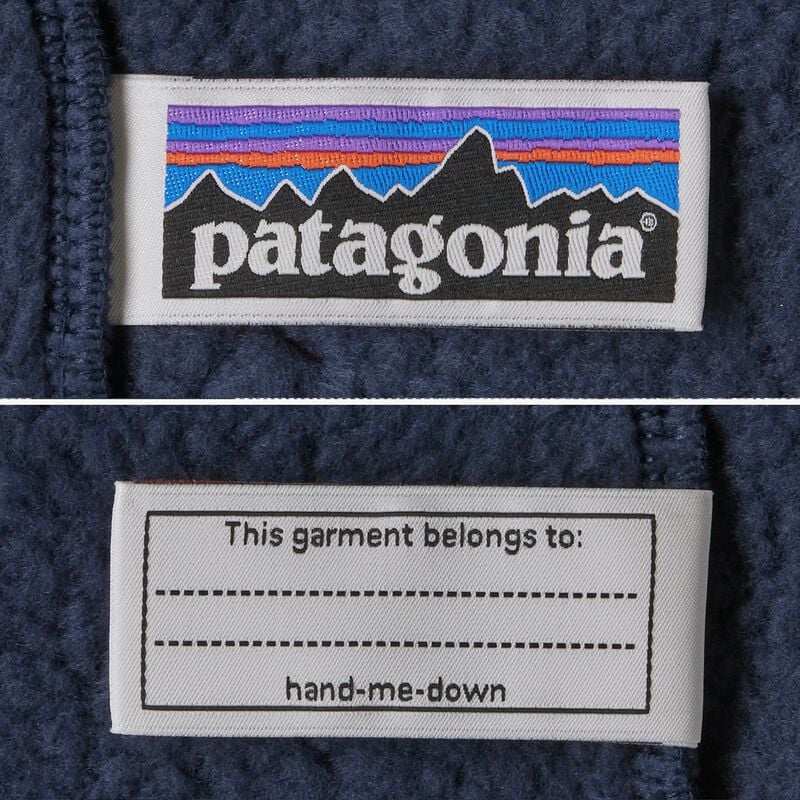 patagonia®
This garment belongs to:
hand-me-down